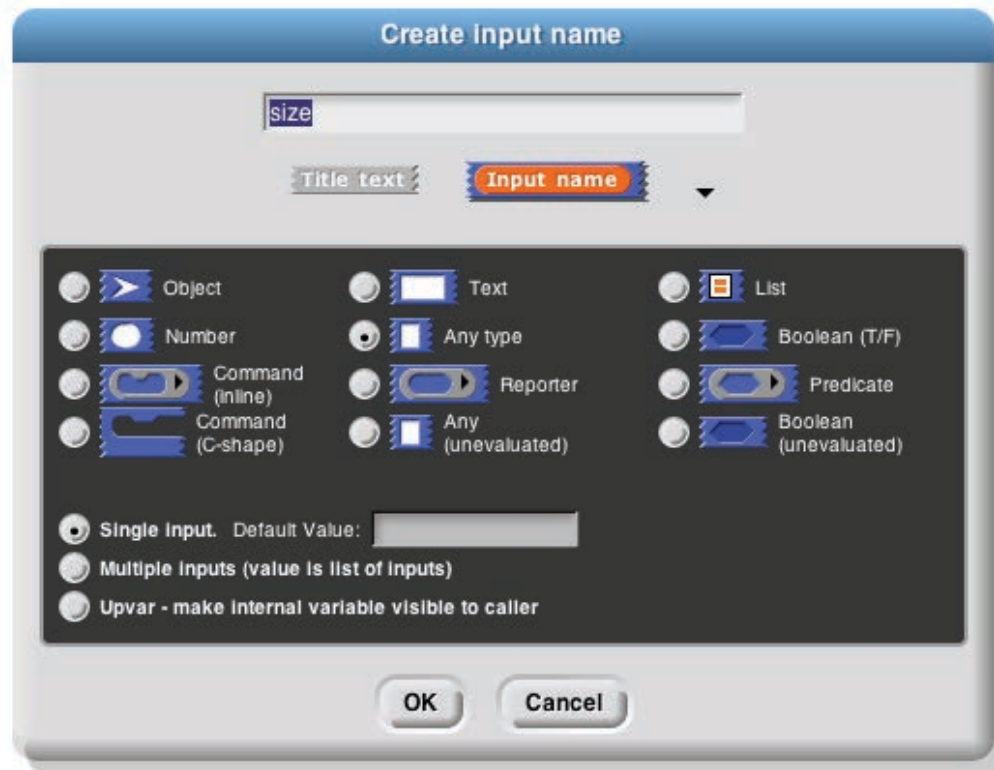 Create input name
size
Title text Input name
Object Text List
Number Any type Boolean (T/F)
Command (inline) Reporter Predicate
Command (C-shape) Any (unevaluated) Boolean (unevaluated)
Single input. Default Value:
Multiple inputs (value is list of inputs)
Upvar - make internal variable visible to caller
OK Cancel